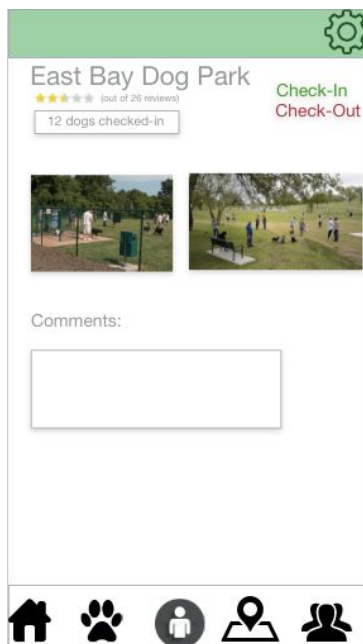 East Bay Dog Park
(out of 26 reviews)
12 dogs checked-in
Check-In
Check-Out
Comments: